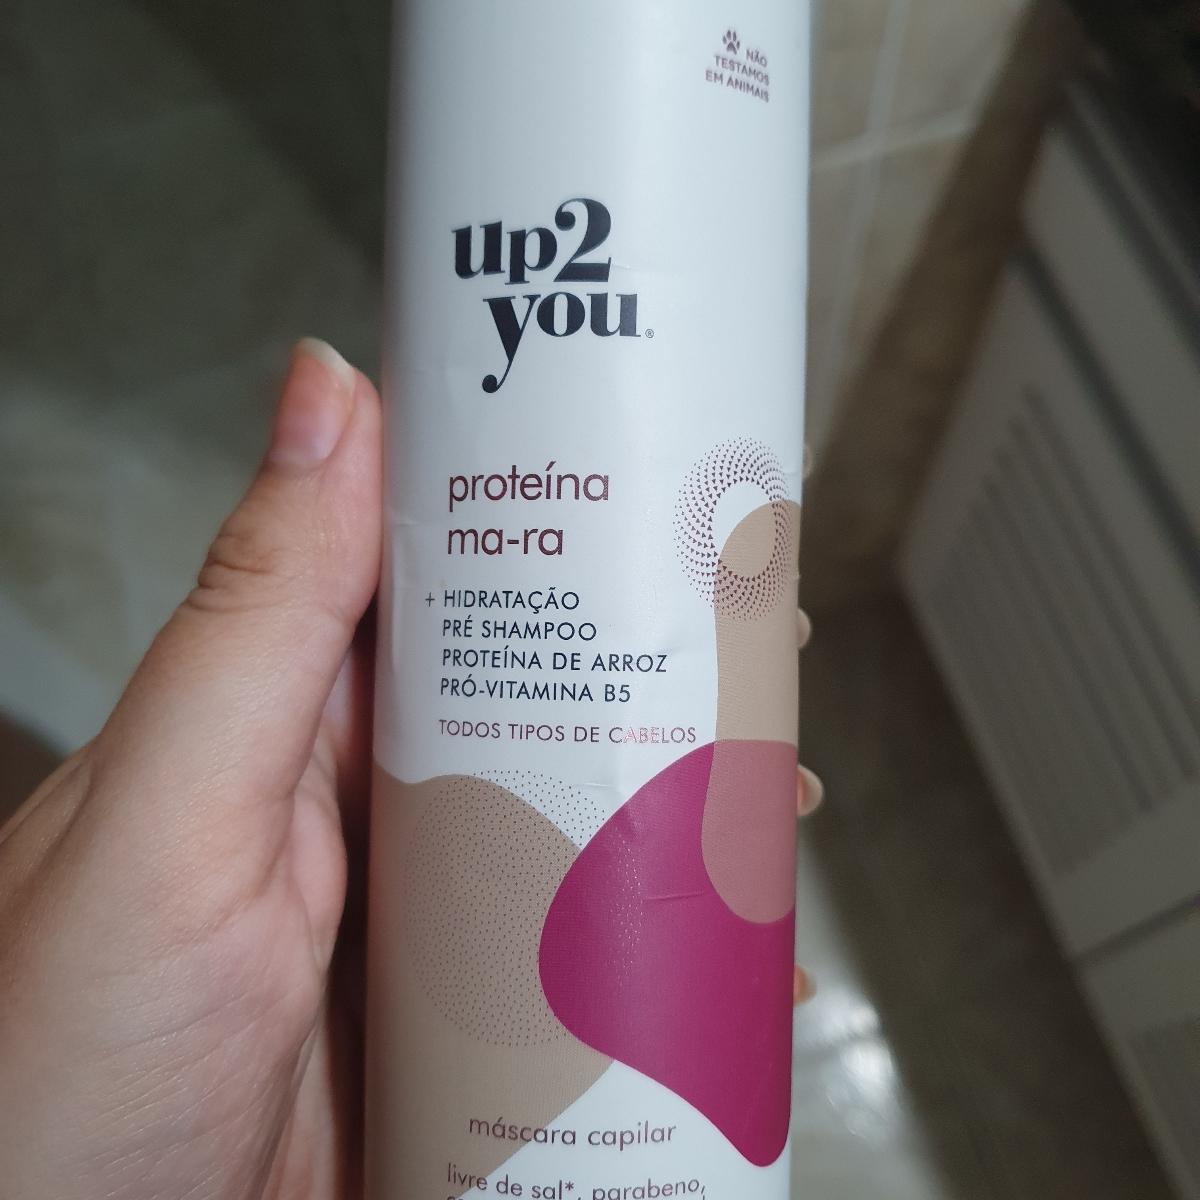 NÃO
TESTAMOS
EM ANIMAIS
up2
you®
proteína
ma-ra
+ HIDRATAÇÃO
PRÉ SHAMPOO
PROTEÍNA DE ARROZ
PRÓ-VITAMINA B5
TODOS TIPOS DE CABELOS
máscara capilar
livre de sal*, parabeno,